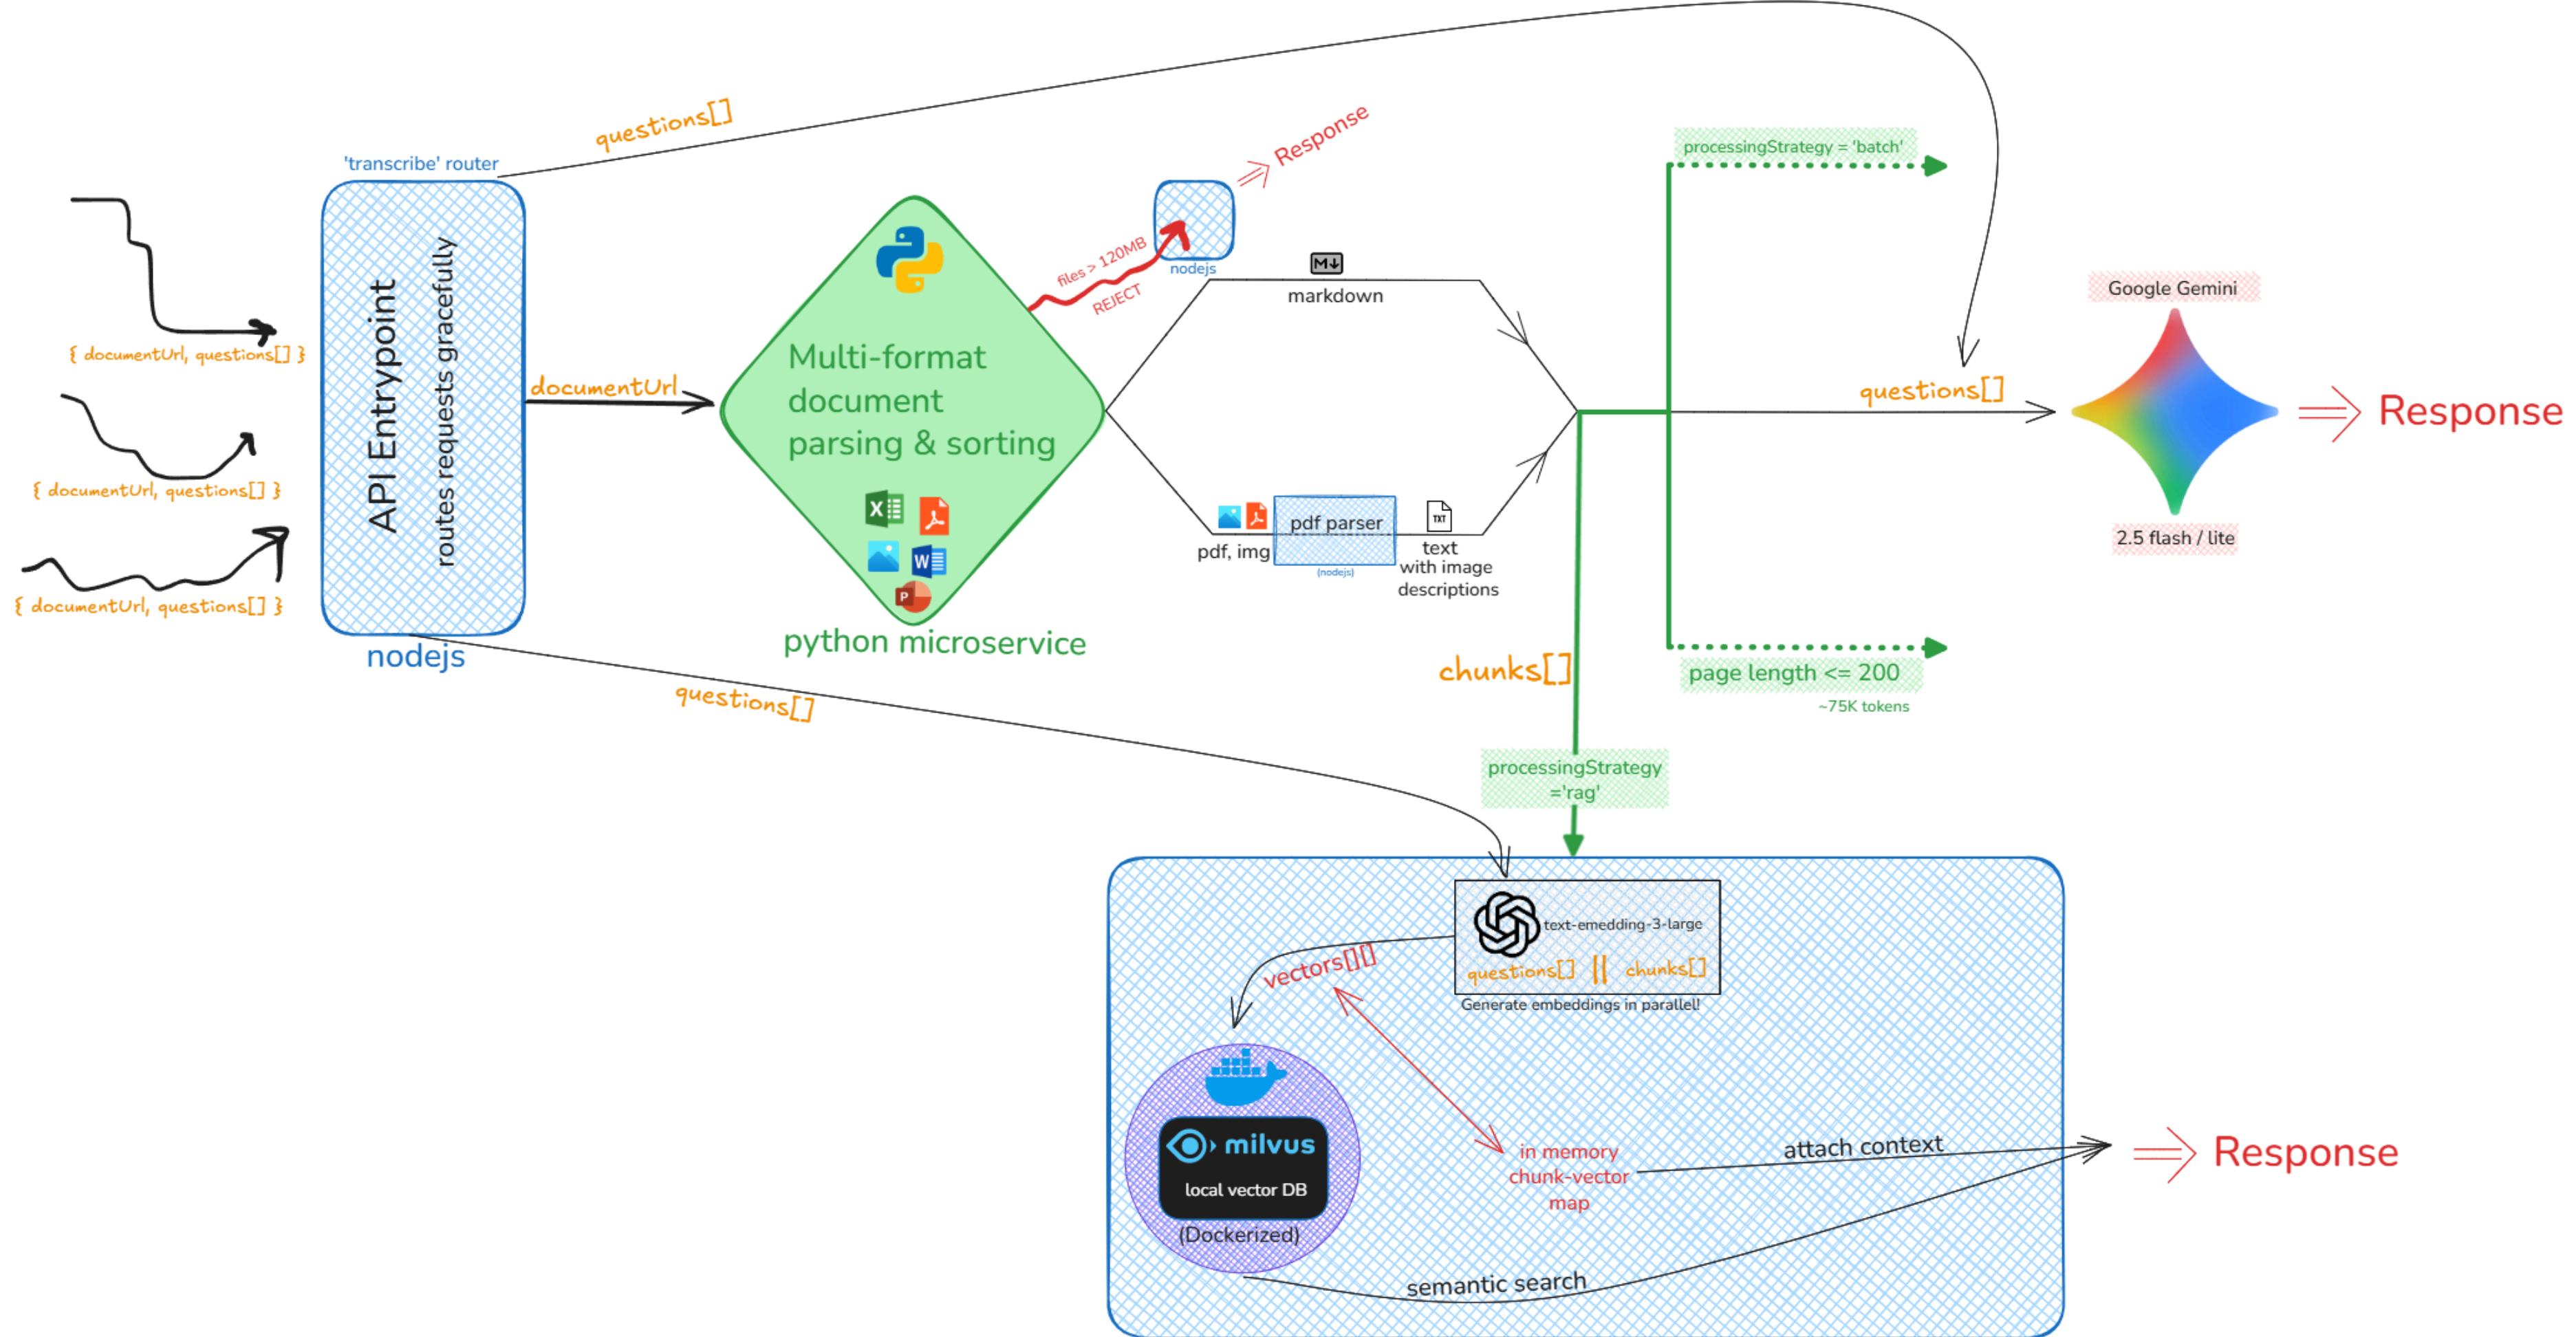 questions[]
'transcribe' router
API Entrypoint
routes requests gracefully
nodejs
{ documentUrl, questions[] }
{ documentUrl, questions[] }
{ documentUrl, questions[] }
documentUrl
questions[]
Multi-format
document
parsing & sorting
X
W
P
python microservice
files > 120MB
REJECT
nodejs
Response
M
markdown
pdf, img
pdf parser
(nodejs)
TXT
text
with image
descriptions
processingStrategy = 'batch'
questions[]
page length <= 200
~75K tokens
Google Gemini
2.5 flash / lite
Response
chunks[]
processingStrategy
='rag'
text-emedding-3-large
questions[] || chunks[]
Generate embeddings in parallel!
vectors[][]
milvus
local vector DB
(Dockerized)
in memory
chunk-vector
map
attach context
semantic search
Response